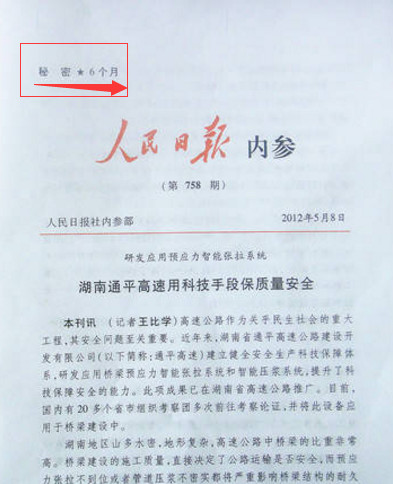 秘 密 ★ 6 个月
人民日报 内参
(第 758 期)
人民日报社内参部 2012年5月8日
研发应用预应力智能张拉系统
湖南通平高速用科技手段保质量安全
本刊讯 (记者王比学)高速公路作为关乎民生社会的重大
工程,其安全问题至关重要。近年来,湖南省通平高速公路建设开
发有限公司(以下简称:通平高速)建立健全安全生产科技保障体
系,研发应用桥梁预应力智能张拉系统和智能压浆系统,提升了科
技保障安全的能力。此项成果已在湖南省高速公路推广。目前,
国内有20多个省市组织考察团多次前往考察论证,并将此设备应
用于桥梁建设中。
湖南地区山多水密,地形复杂,高速公路中桥梁的比重非常
高。桥梁建设的施工质量,直接决定了公路运输是否安全,而预应
力张拉不到位或者管道压浆不密实都将严重影响桥梁结构的耐久